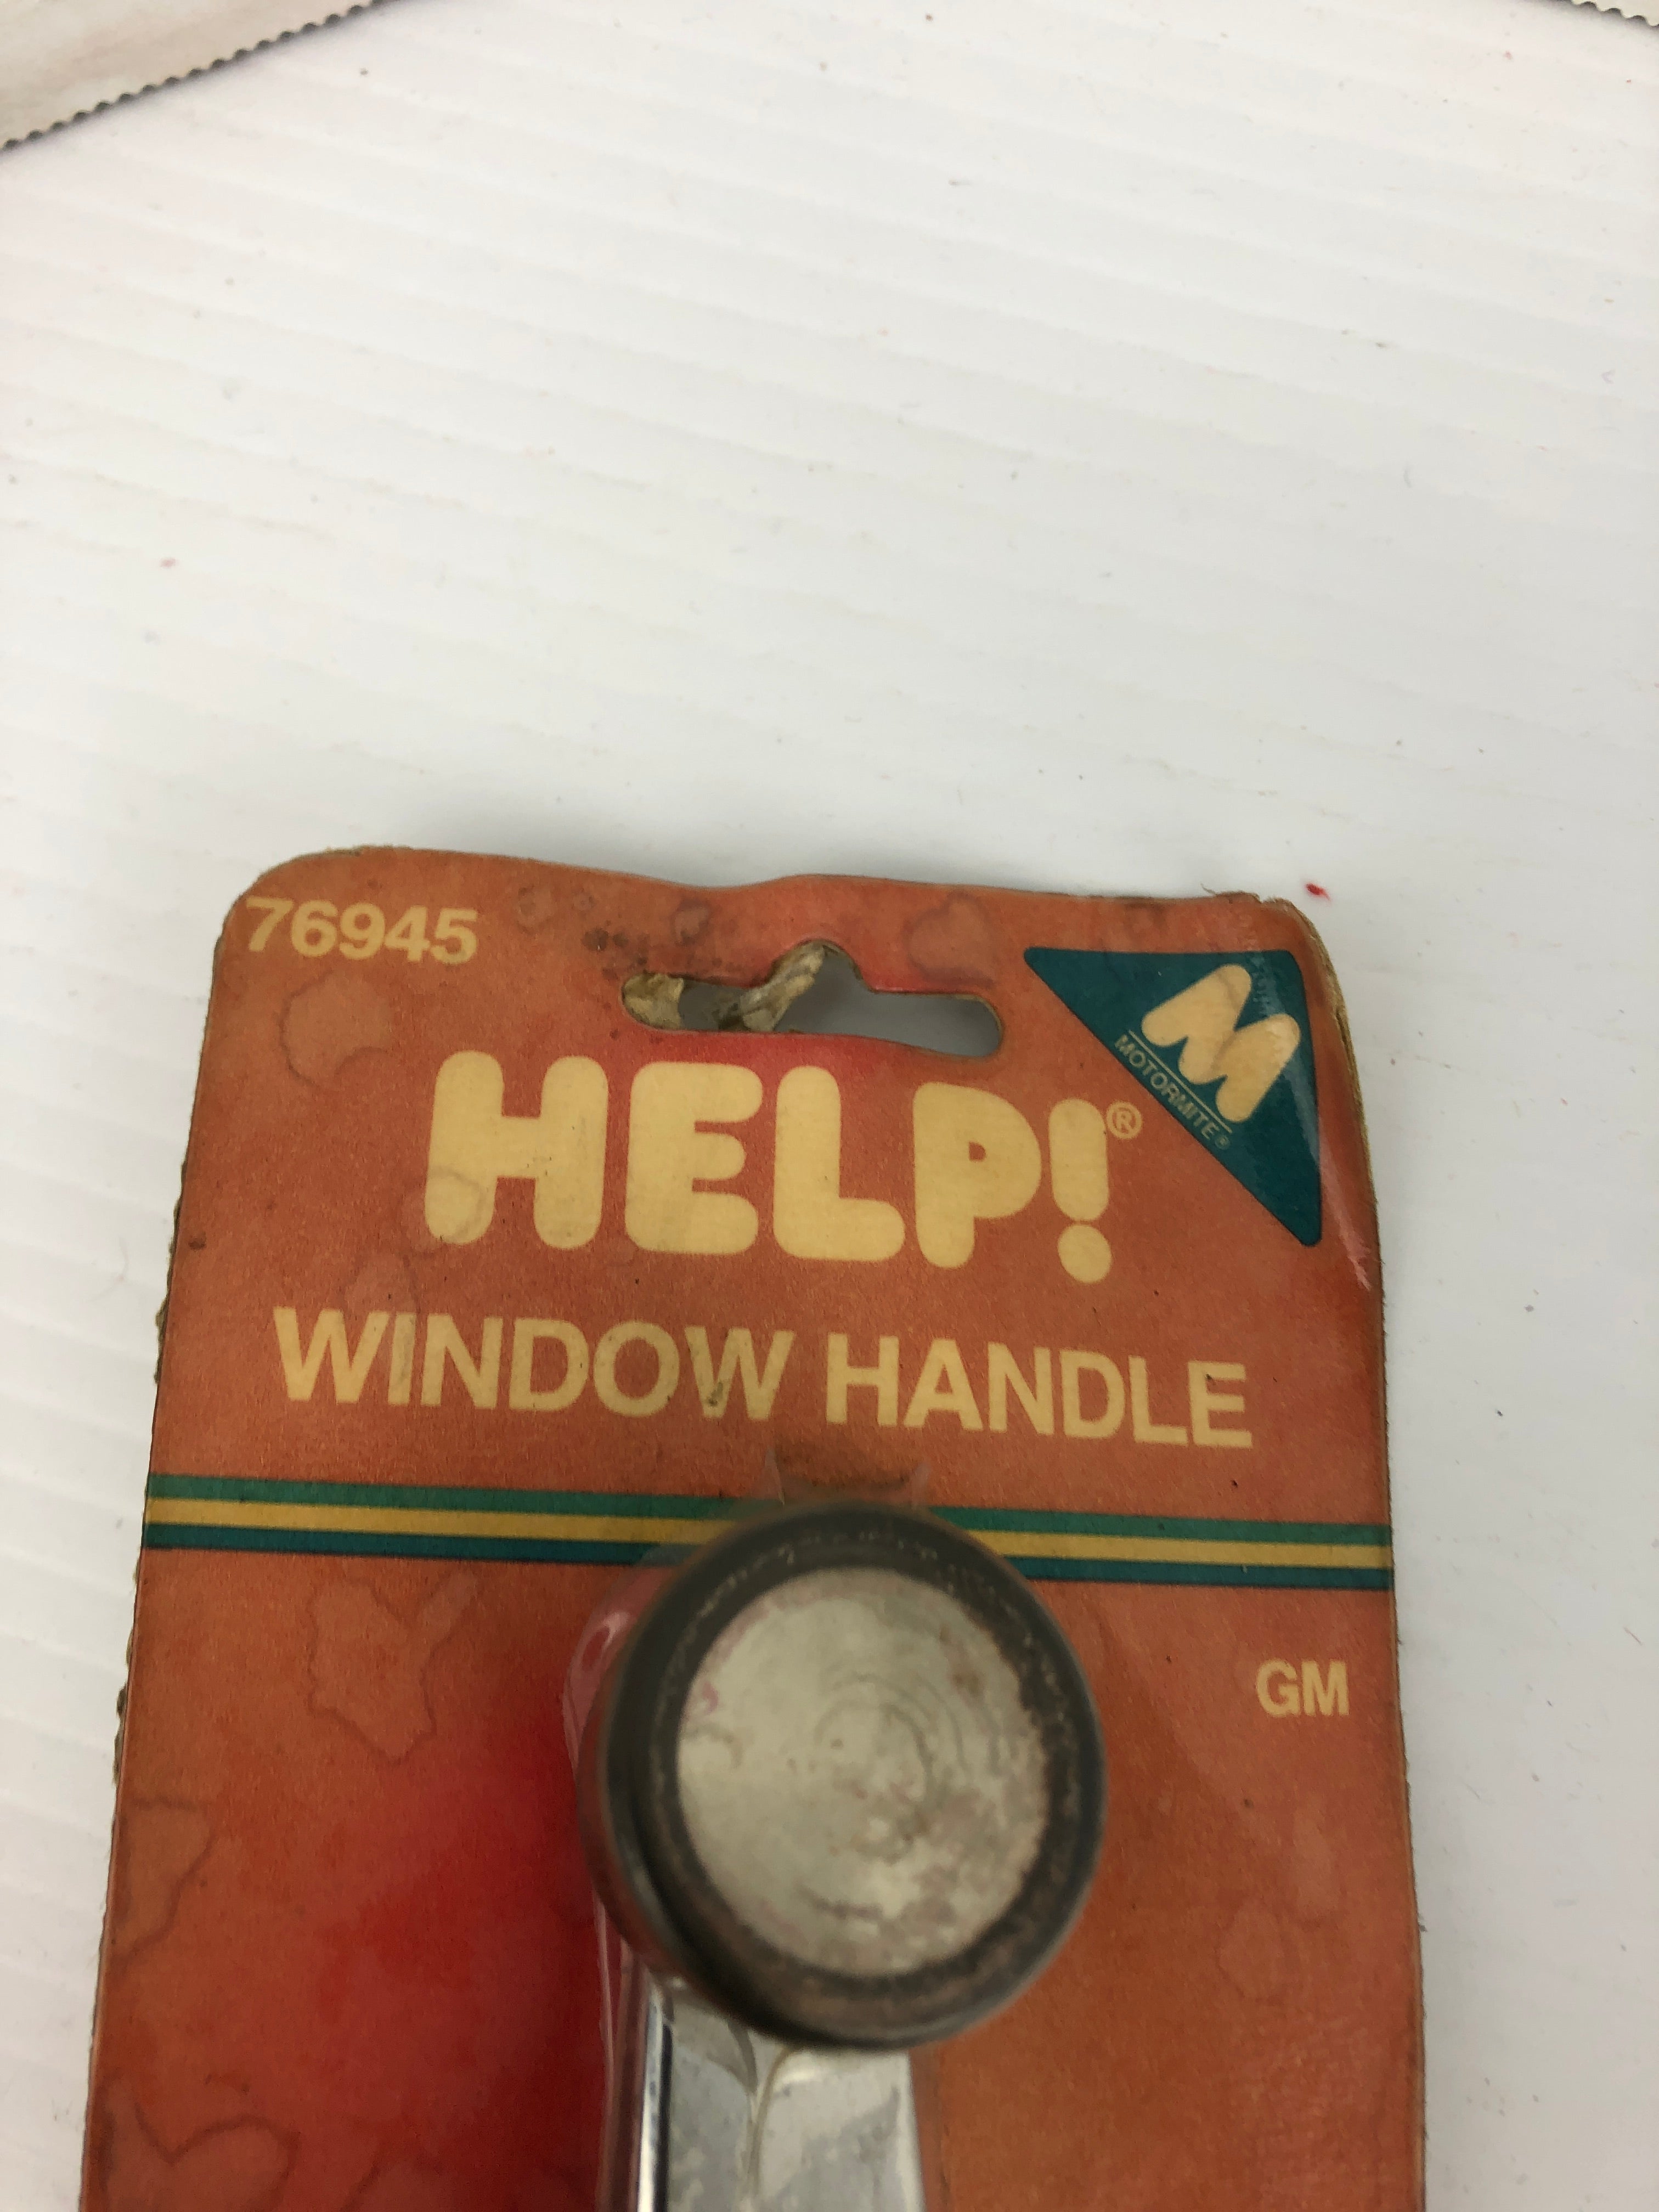 76945
M
MOTORMITE®
HELP!®
WINDOW HANDLE
GM